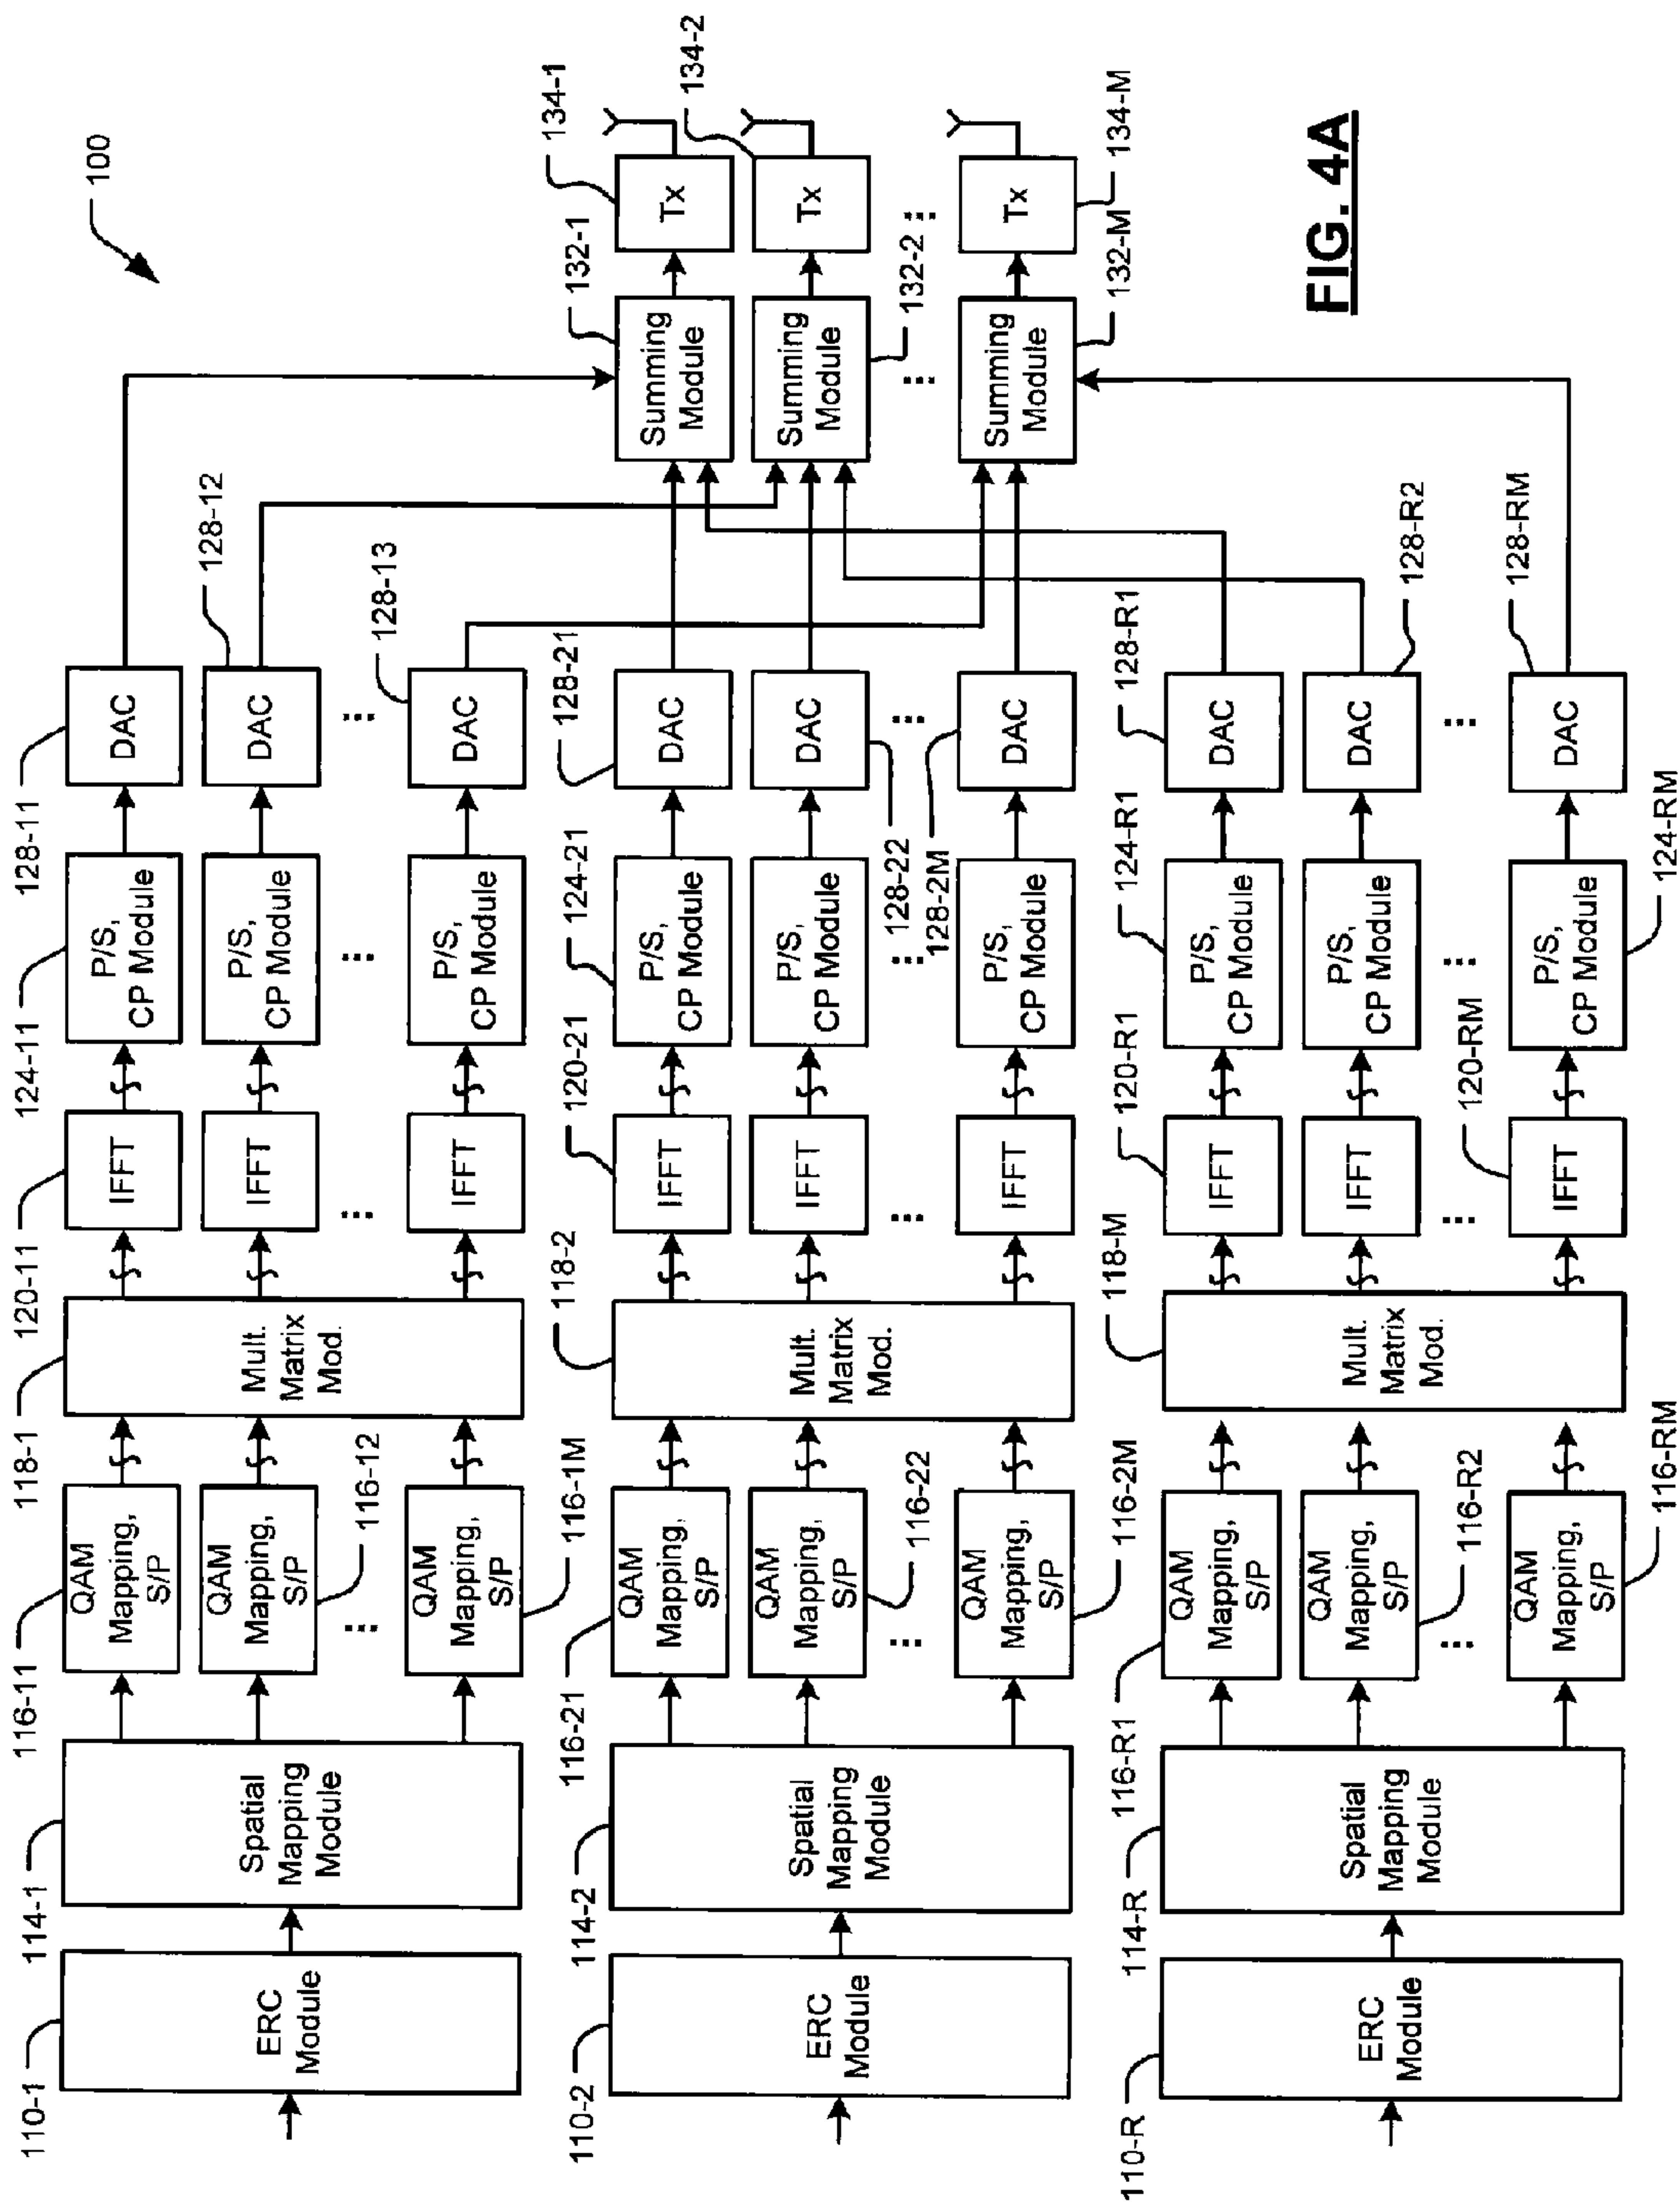 100
110-1
114-1
116-11
118-1
120-11
124-11
128-11
ERC
Module
Spatial
Mapping
Module
QAM
Mapping,
S/P
Mult.
Matrix
Mod.
IFFT
P/S,
CP Module
DAC
128-12
QAM
Mapping,
S/P
116-12
IFFT
P/S,
CP Module
DAC
...
...
...
...
128-13
QAM
Mapping,
S/P
116-1M
IFFT
P/S,
CP Module
DAC
110-2
114-2
116-21
118-2
120-21
124-21
128-21
132-1
134-1
ERC
Module
Spatial
Mapping
Module
QAM
Mapping,
S/P
Mult.
Matrix
Mod.
IFFT
P/S,
CP Module
DAC
Summing
Module
Tx
134-2
QAM
Mapping,
S/P
116-22
IFFT
P/S,
CP Module
DAC
128-22
Summing
Module
132-2
Tx
...
...
...
...
...
...
128-2M
QAM
Mapping,
S/P
116-2M
IFFT
P/S,
CP Module
DAC
Summing
Module
132-M
Tx
134-M
110-R
114-R
116-R1
118-M
120-R1
124-R1
128-R1
ERC
Module
Spatial
Mapping
Module
QAM
Mapping,
S/P
Mult.
Matrix
Mod.
IFFT
P/S,
CP Module
DAC
QAM
Mapping,
S/P
116-R2
IFFT
P/S,
CP Module
DAC
128-R2
...
...
...
...
120-RM
128-RM
QAM
Mapping,
S/P
116-RM
IFFT
P/S,
CP Module
124-RM
DAC
FIG. 4A